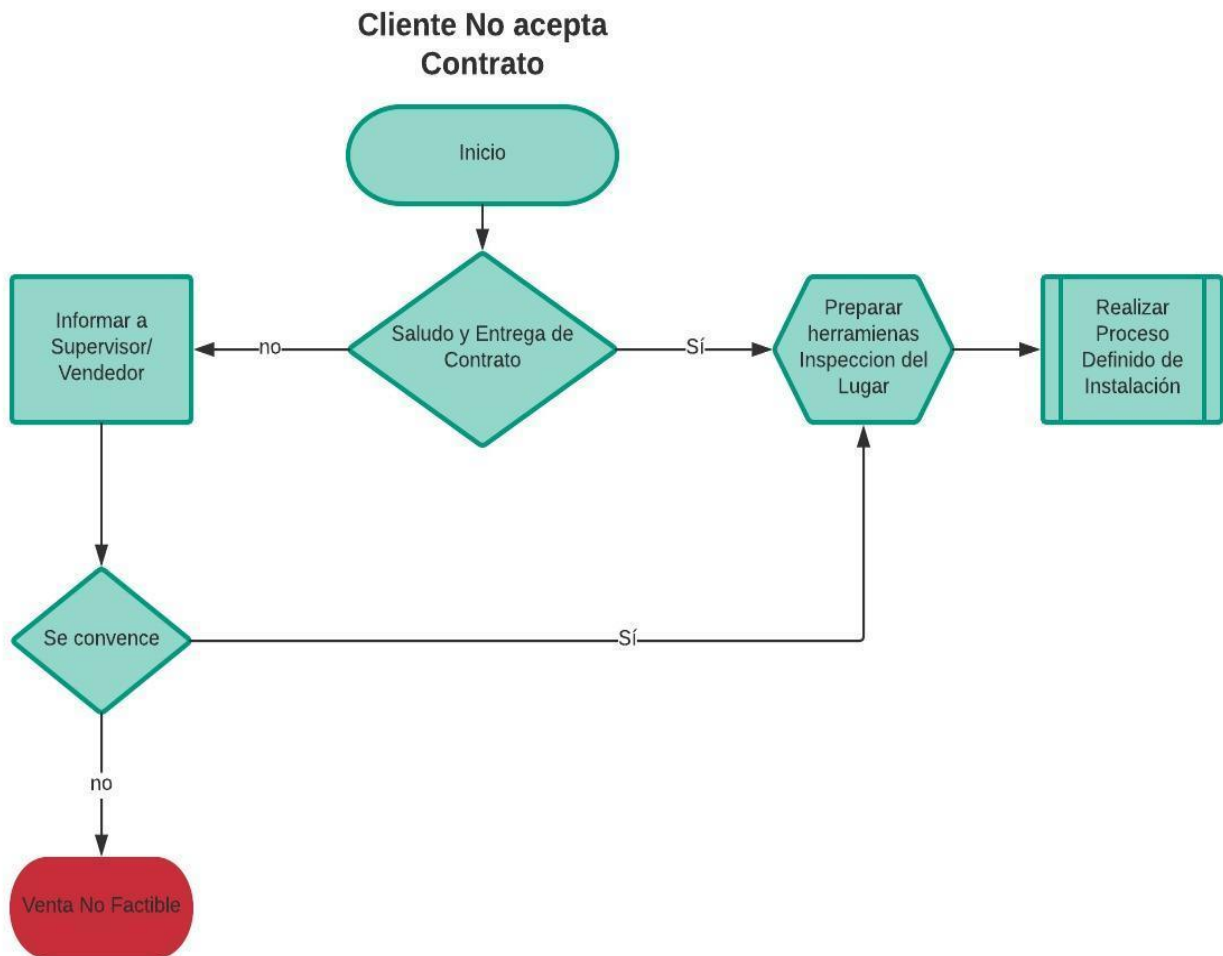 Cliente No acepta
Contrato
Inicio
Informar a
Supervisor/
Vendedor
no
Saludo y Entrega de
Contrato
Sí
Preparar
herramienas
Inspeccion del
Lugar
Realizar
Proceso
Definido de
Instalación
Se convence
Sí
no
Venta No Factible